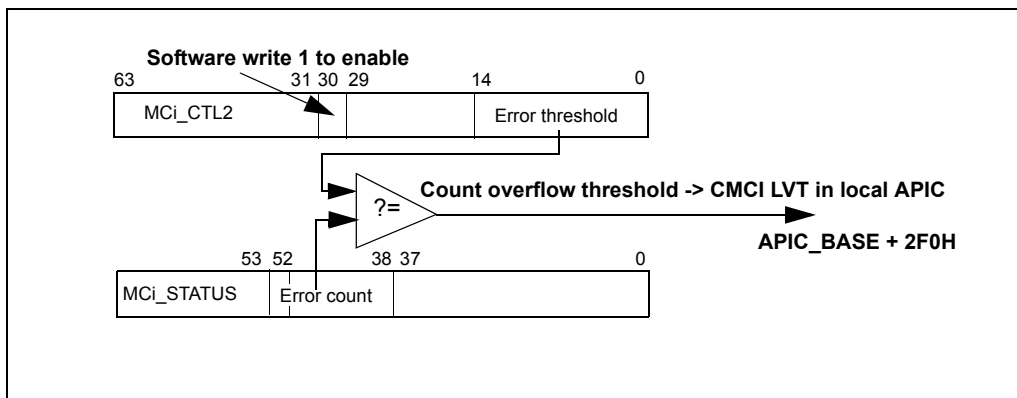 Software write 1 to enable
63 31 30 29 14 0
MCi_CTL2 Error threshold
?=
Count overflow threshold -> CMCI LVT in local APIC
APIC_BASE + 2F0H
53 52 38 37 0
MCi_STATUS Error count